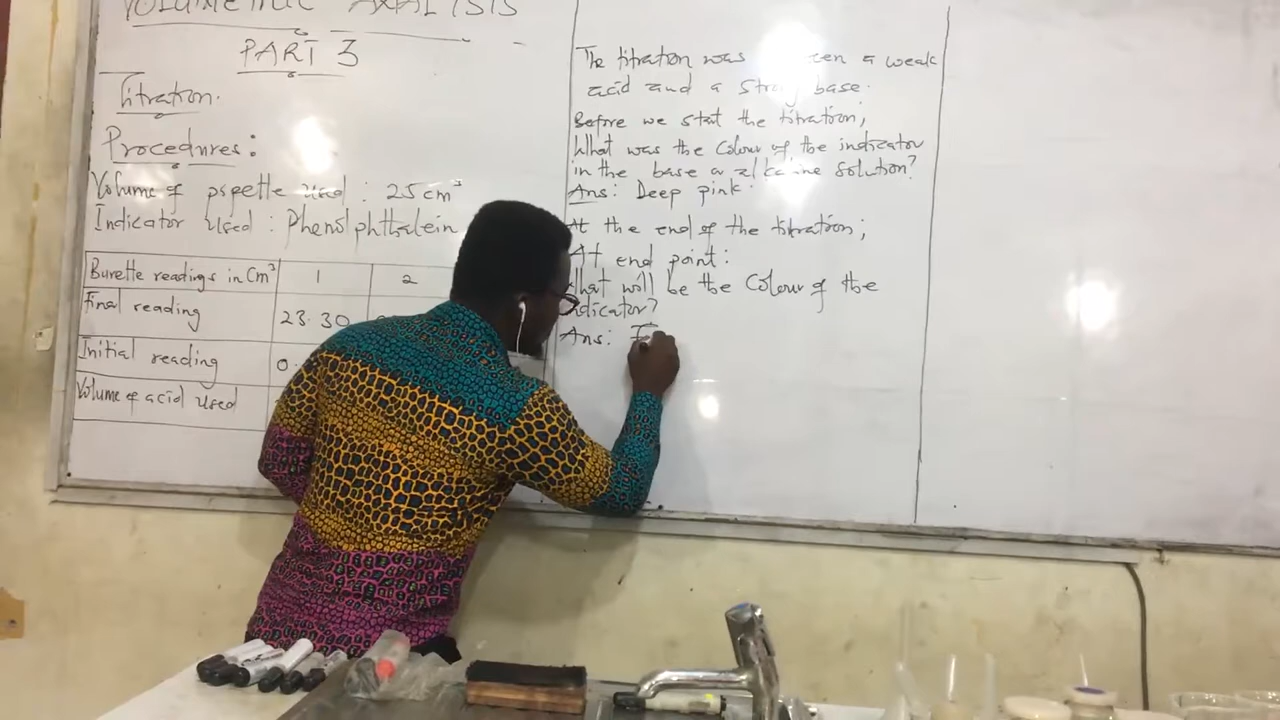 VOLUMETRIC ANALYSIS
PART 3
Titration.
Procedures:
Volume of pipette used: 25cm³
Indicator Used: Phenolphthalein
Burette readings in Cm³ 1 2
Final reading 23.30
Initial reading 0.
Volume of acid used
The titration was a weak
acid and a strong base.
Before we start the titration;
What was the Colour of the indicator
in the base or alkaline solution?
Ans: Deep pink.
At the end of the titration;
At end point:
What will be the Colour of the
indicator?
Ans: